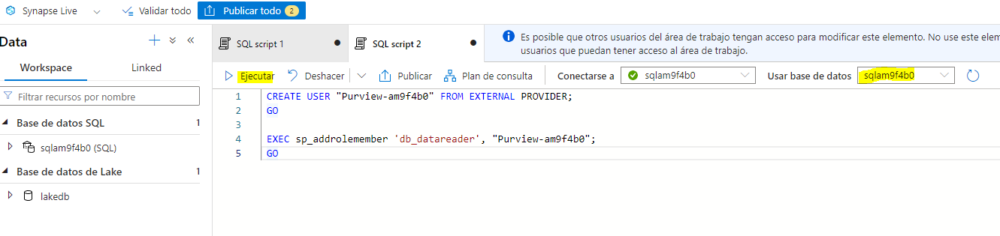 Synapse Live
Validar todo
Publicar todo 2
Data
Workspace
Linked
Filtrar recursos por nombre
Base de datos SQL 1
sqlam9f4b0 (SQL)
Base de datos de Lake 1
lakedb
SQL script 1
SQL script 2
Es posible que otros usuarios del área de trabajo tengan acceso para modificar este elemento. No use este elem
usuarios que puedan tener acceso al área de trabajo.
Ejecutar
Deshacer
Publicar
Plan de consulta
Conectarse a
sqlam9f4b0
Usar base de datos
sqlam9f4b0
1 CREATE USER "Purview-am9f4b0" FROM EXTERNAL PROVIDER;
2 GO
3
4 EXEC sp_addrolemember 'db_datareader', "Purview-am9f4b0";
5 GO